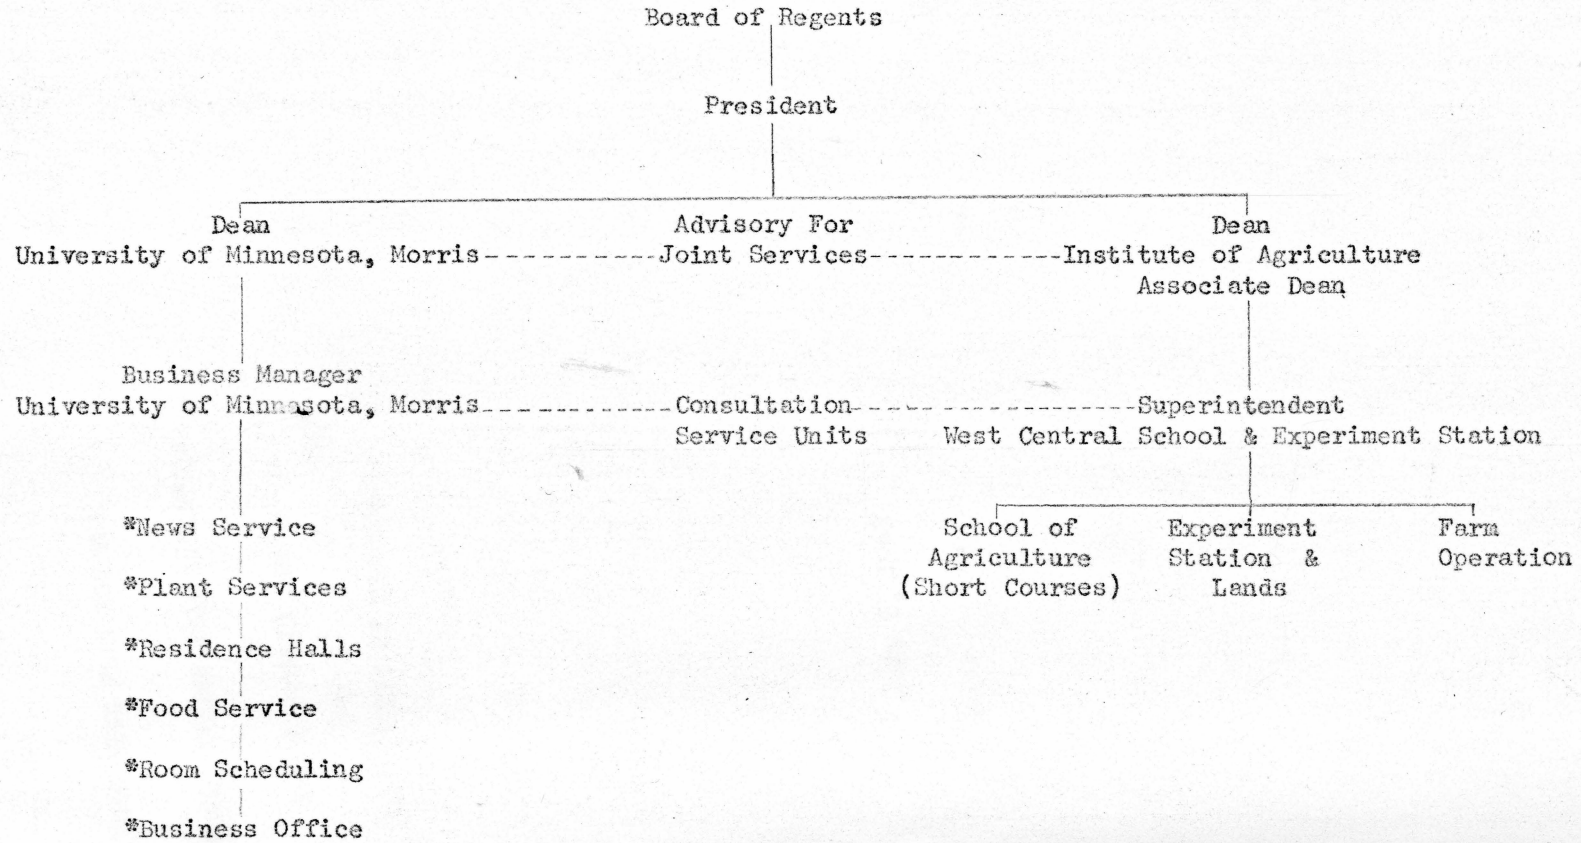 Board of Regents
President
Dean
University of Minnesota, Morris
Advisory For
Joint Services
Dean
Institute of Agriculture
Associate Dean
Business Manager
University of Minnesota, Morris
Consultation
Service Units
Superintendent
West Central School & Experiment Station
*News Service
*Plant Services
*Residence Halls
*Food Service
*Room Scheduling
*Business Office
School of
Agriculture
(Short Courses)
Experiment
Station &
Lands
Farm
Operation